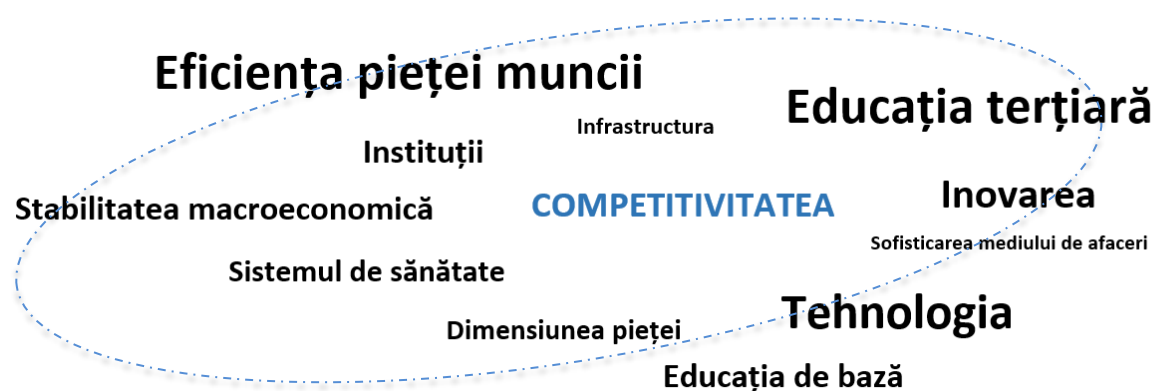 Eficiența pieței muncii
Educația terțiară
Infrastructura
Instituții
Inovarea
Stabilitatea macroeconomică
COMPETITIVITATEA
Sofisticarea mediului de afaceri
Sistemul de sănătate
Tehnologia
Dimensiunea pieței
Educația de bază